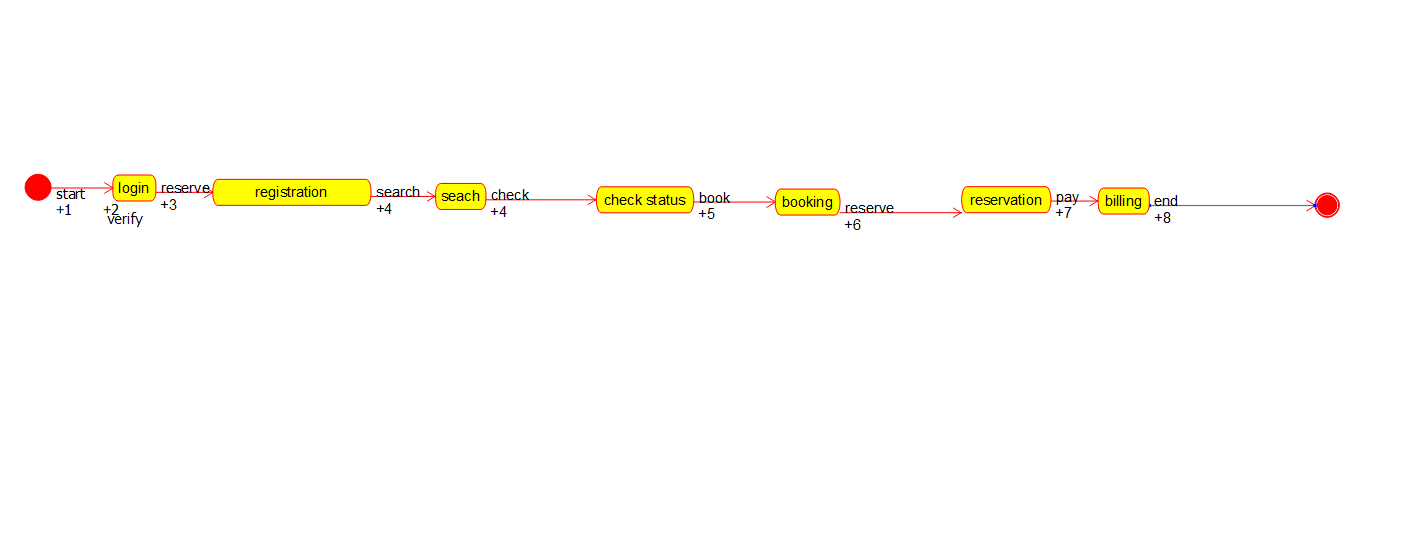 start
+1
+2
verify
login
reserve
+3
registration
search
+4
seach
check
+4
check status
book
+5
booking
reserve
+6
reservation
pay
+7
billing
end
+8